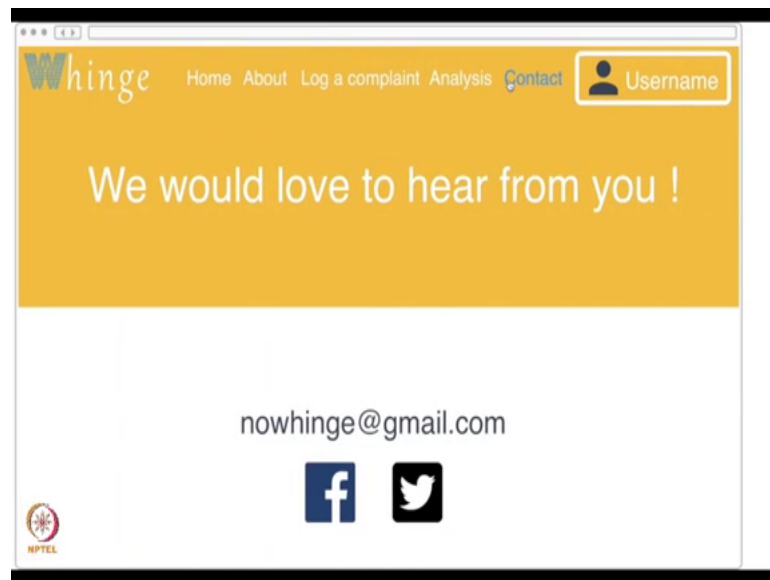 Whinge Home About Log a complaint Analysis Contact Username
We would love to hear from you !
nowhinge@gmail.com
f
NPTEL